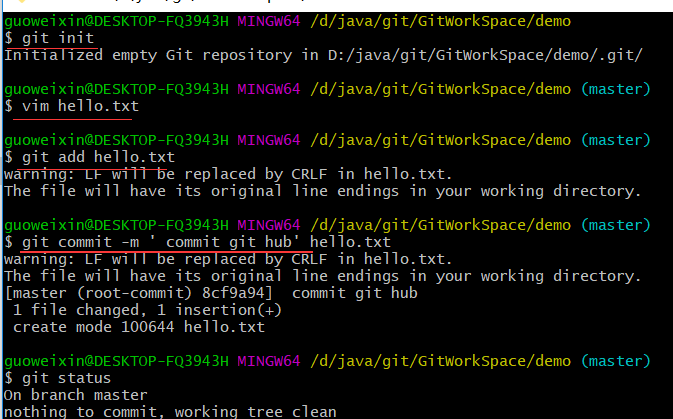 guoweixin@DESKTOP-FQ3943H MINGW64 /d/java/git/GitWorkSpace/demo
$ git init
Initialized empty Git repository in D:/java/git/GitWorkSpace/demo/.git/
guoweixin@DESKTOP-FQ3943H MINGW64 /d/java/git/GitWorkSpace/demo (master)
$ vim hello.txt
guoweixin@DESKTOP-FQ3943H MINGW64 /d/java/git/GitWorkSpace/demo (master)
$ git add hello.txt
warning: LF will be replaced by CRLF in hello.txt.
The file will have its original line endings in your working directory.
guoweixin@DESKTOP-FQ3943H MINGW64 /d/java/git/GitWorkSpace/demo (master)
$ git commit -m ' commit git hub' hello.txt
warning: LF will be replaced by CRLF in hello.txt.
The file will have its original line endings in your working directory.
[master (root-commit) 8cf9a94]  commit git hub
 1 file changed, 1 insertion(+)
 create mode 100644 hello.txt
guoweixin@DESKTOP-FQ3943H MINGW64 /d/java/git/GitWorkSpace/demo (master)
$ git status
On branch master
nothing to commit, working tree clean